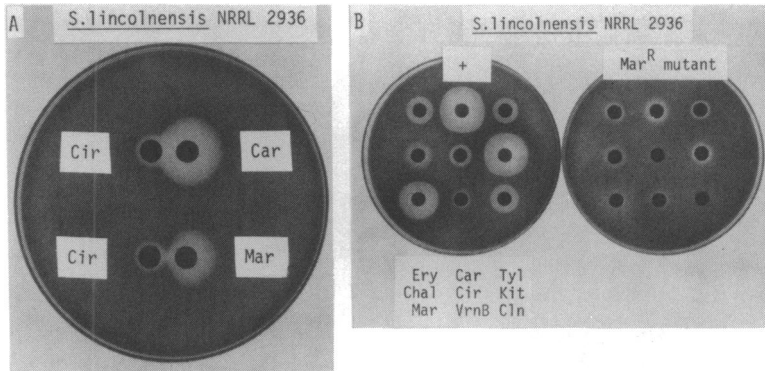 A
S.lincolnensis NRRL 2936
Cir
Car
Cir
Mar
B
S.lincolnensis NRRL 2936
+
Mar^R mutant
Ery Car Tyl
Chal Cir Kit
Mar VrnB Cln